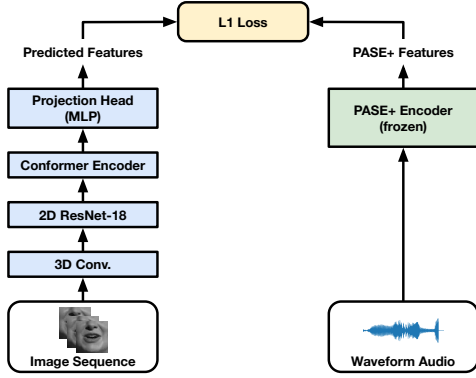 L1 Loss
Predicted Features
PASE+ Features
Projection Head
(MLP)
PASE+ Encoder
(frozen)
Conformer Encoder
2D ResNet-18
3D Conv.
Image Sequence
Waveform Audio